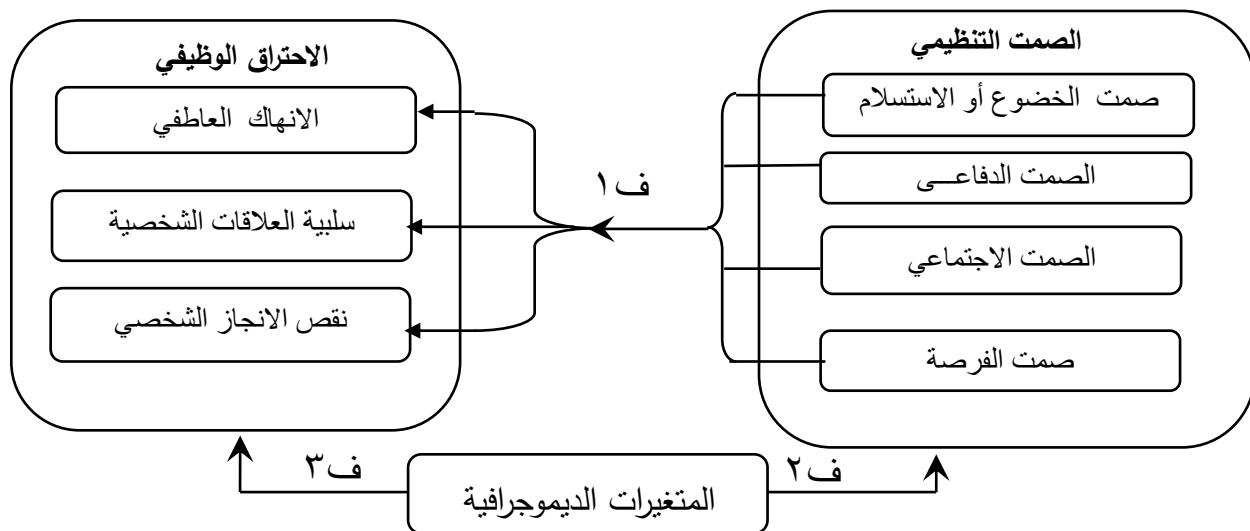 الصمت التنظيمي
صمت الخضوع أو الاستسلام
الصمت الدفاعـــى
الصمت الاجتماعي
صمت الفرصة
ف١
الاحتراق الوظيفي
الانهاك العاطفي
سلبية العلاقات الشخصية
نقص الانجاز الشخصي
ف٢
المتغيرات الديموجرافية
ف٣